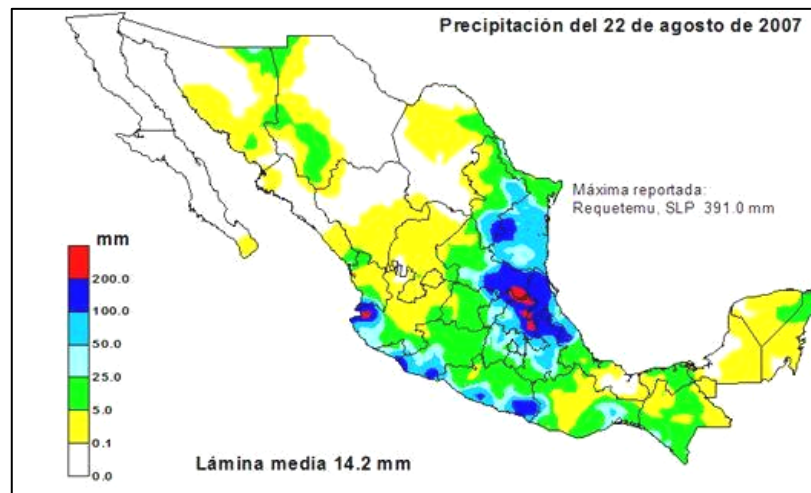 Precipitación del 22 de agosto de 2007
Máxima reportada:
Requetemu, SLP 391.0 mm
mm
200.0
100.0
50.0
25.0
5.0
0.1
0.0
Lámina media 14.2 mm